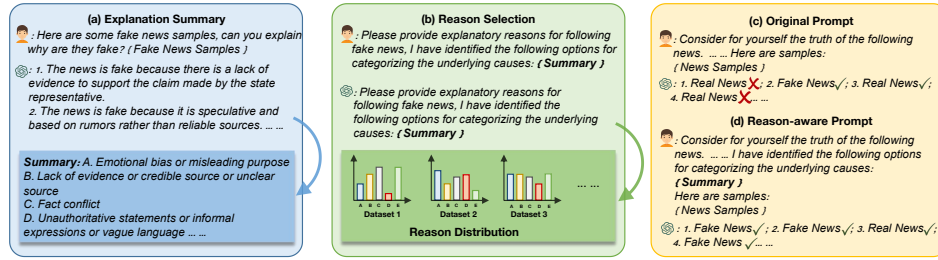 (a) Explanation Summary
: Here are some fake news samples, can you explain
why are they fake? { Fake News Samples }
: 1. The news is fake because there is a lack of
evidence to support the claim made by the state
representative.
2. The news is fake because it is speculative and
based on rumors rather than reliable sources. ... ...
Summary: A. Emotional bias or misleading purpose
B. Lack of evidence or credible source or unclear
source
C. Fact conflict
D. Unauthoritative statements or informal
expressions or vague language ... ...
(b) Reason Selection
: Please provide explanatory reasons for following
fake news, I have identified the following options for
categorizing the underlying causes: { Summary }
: Please provide explanatory reasons for
following fake news, I have identified the
following options for categorizing the underlying
causes: { Summary }
A B C D E
A B C D E
A B C D E
... ...
Dataset 1
Dataset 2
Dataset 3
Reason Distribution
(c) Original Prompt
: Consider for yourself the truth of the following
news. ... ... Here are samples:
{ News Samples }
: 1. Real News✗; 2. Fake News✓; 3. Real News✓;
4. Real News✗... ...
(d) Reason-aware Prompt
: Consider for yourself the truth of the following
news. ... ... I have identified the following options
for categorizing the underlying causes:
{ Summary }
Here are samples:
{ News Samples }
: 1. Fake News✓; 2. Fake News✓; 3. Real News✓;
4. Fake News ✓... ...